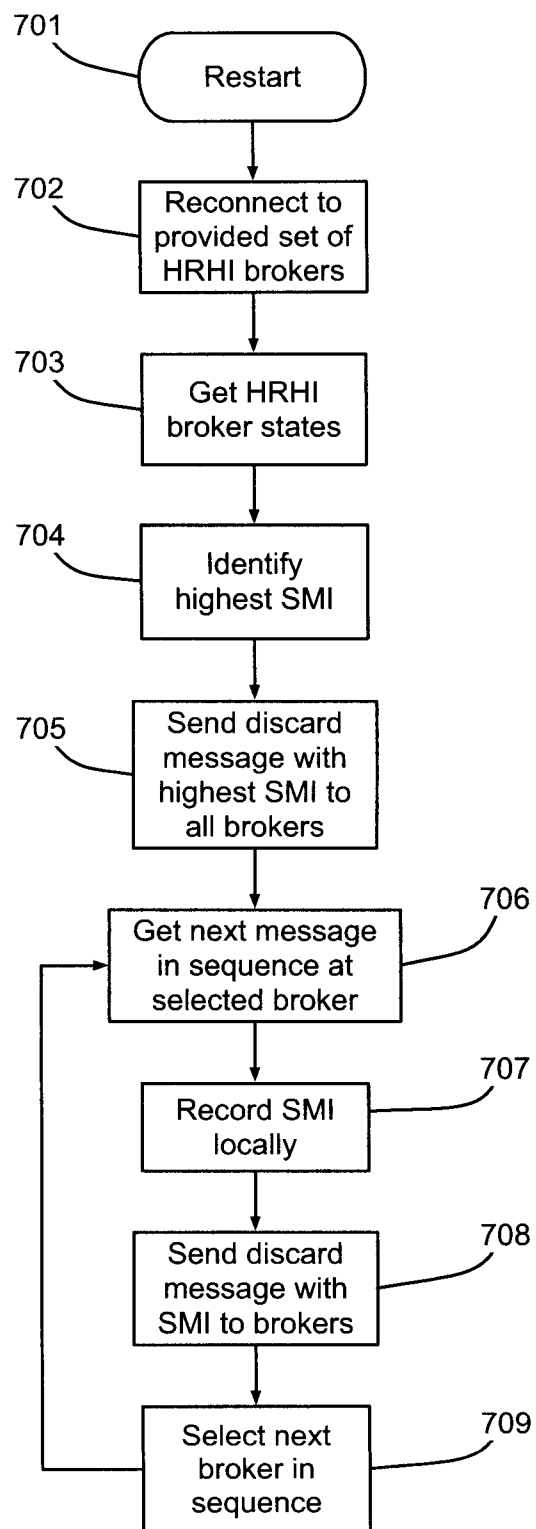 701
Restart
702
Reconnect to
provided set of
HRHI brokers
703
Get HRHI
broker states
704
Identify
highest SMI
705
Send discard
message with
highest SMI to
all brokers
706
Get next message
in sequence at
selected broker
707
Record SMI
locally
708
Send discard
message with
SMI to brokers
709
Select next
broker in
sequence